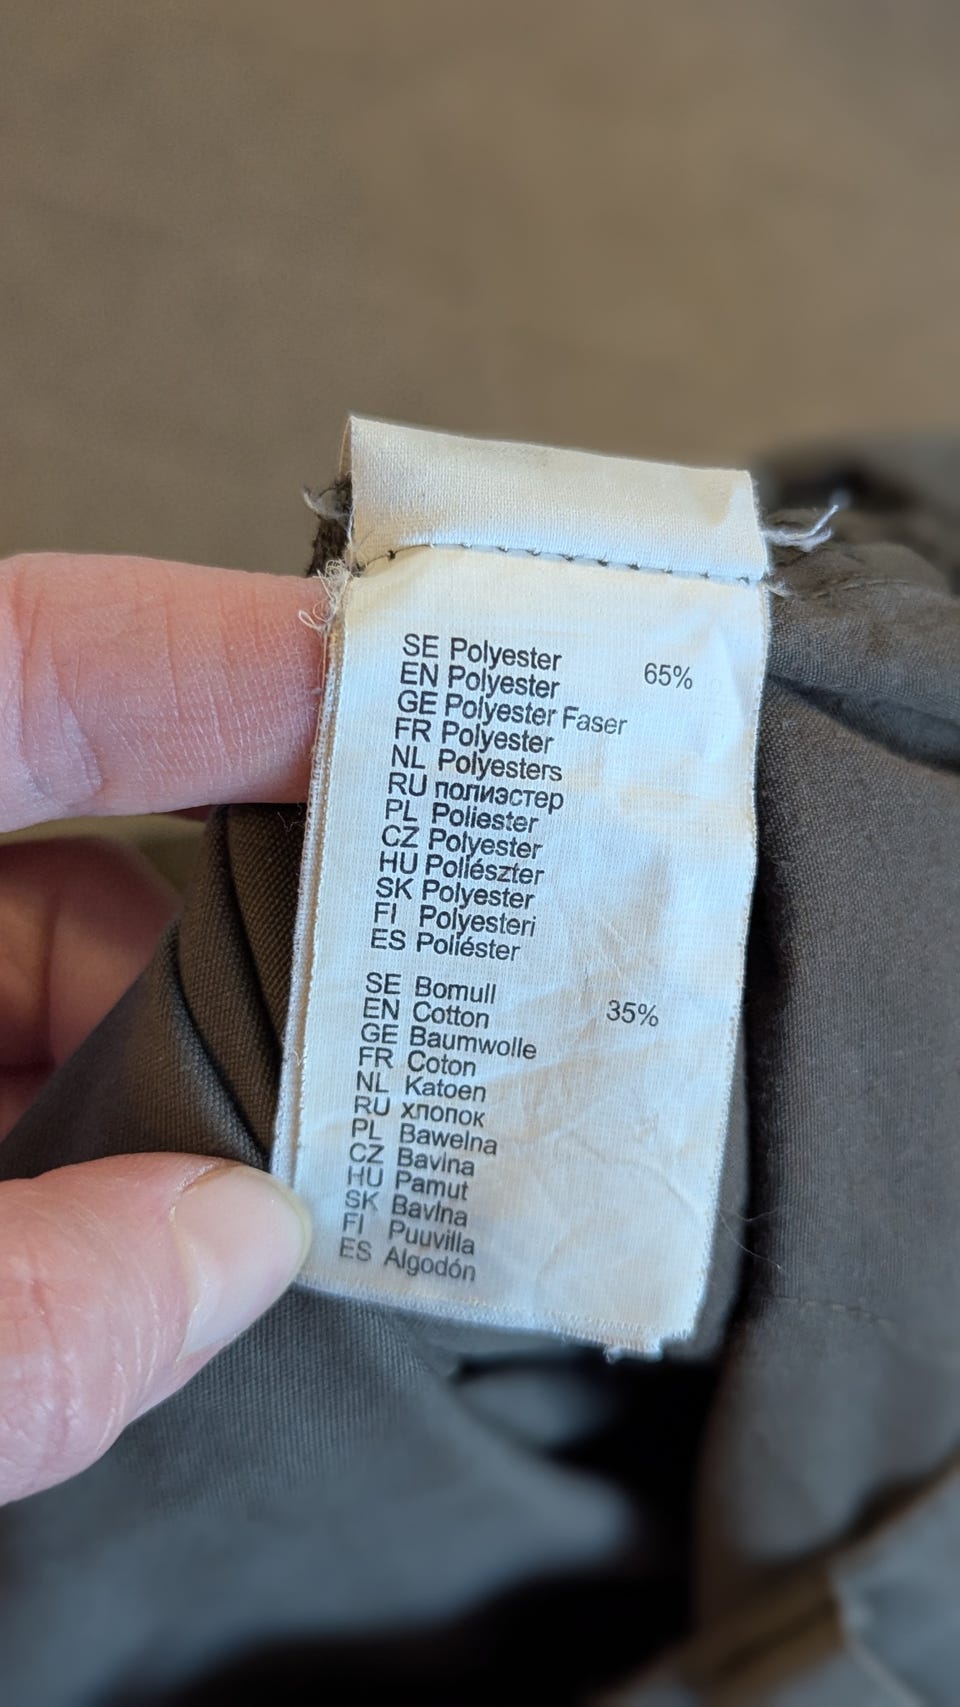 SE Polyester 65%
EN Polyester
GE Polyester Faser
FR Polyester
NL Polyesters
RU полиэстер
PL Poliester
CZ Polyester
HU Poliészter
SK Polyester
FI Polyesteri
ES Poliéster
SE Bomull
EN Cotton 35%
GE Baumwolle
FR Coton
NL Katoen
RU хлопок
PL Bawelna
CZ Bavlna
HU Pamut
SK Bavlna
FI Puuvilla
ES Algodón